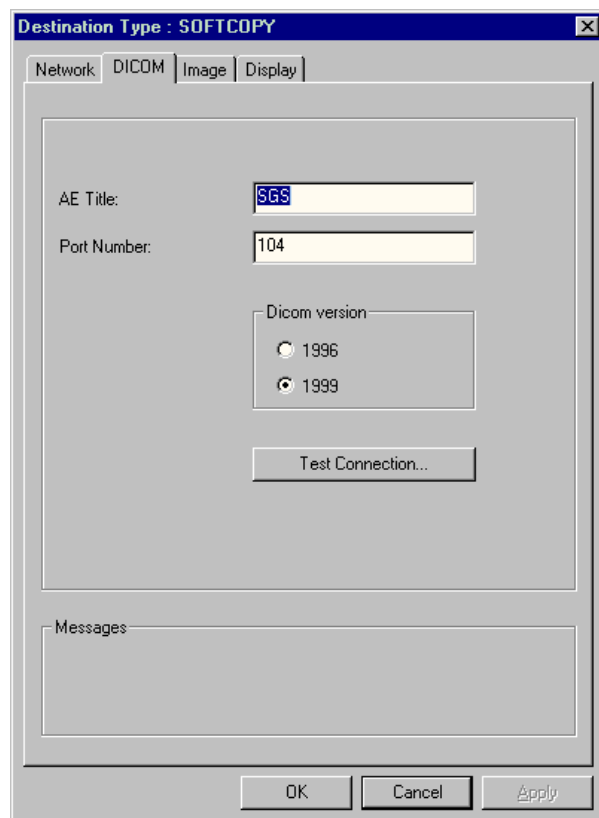 Destination Type : SOFTCOPY
Network DICOM Image Display
AE Title: SGS
Port Number: 104
Dicom version
1996
1999
Test Connection...
Messages
OK Cancel Apply